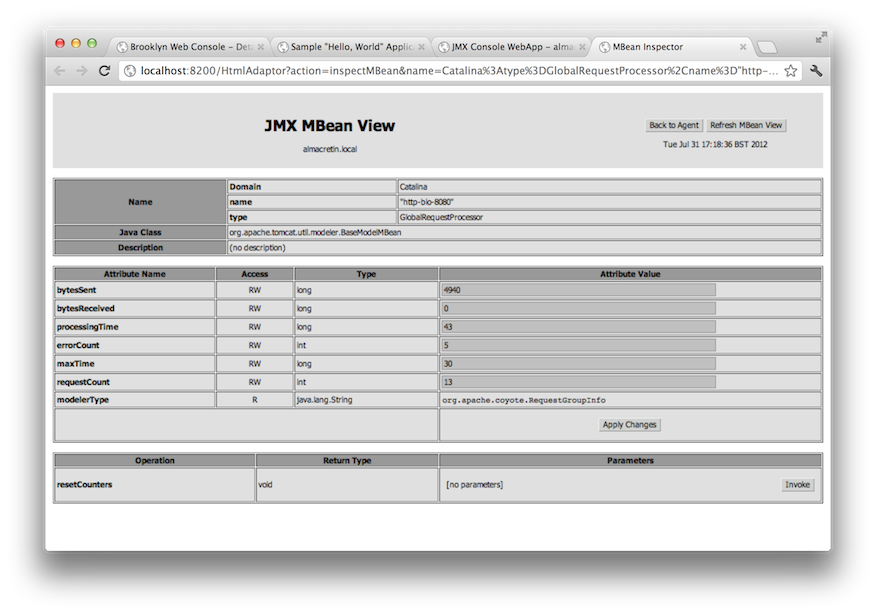 Brooklyn Web Console – Det
Sample "Hello, World" Applic
JMX Console WebApp – alma
MBean Inspector
localhost:8200/HtmlAdaptor?action=inspectMBean&name=Catalina%3Atype%3DGlobalRequestProcessor%2Cname%3D"http-...
JMX MBean View
almacretin.local
Back to Agent Refresh MBean View
Tue Jul 31 17:18:36 BST 2012
Name
Domain Catalina
name "http-bio-8080"
type GlobalRequestProcessor
Java Class org.apache.tomcat.util.modeler.BaseModelMBean
Description (no description)
Attribute Name Access Type Attribute Value
bytesSent RW long 4940
bytesReceived RW long 0
processingTime RW long 43
errorCount RW int 5
maxTime RW long 30
requestCount RW int 13
modelerType R java.lang.String org.apache.coyote.RequestGroupInfo
Apply Changes
Operation Return Type Parameters
resetCounters void [no parameters] Invoke